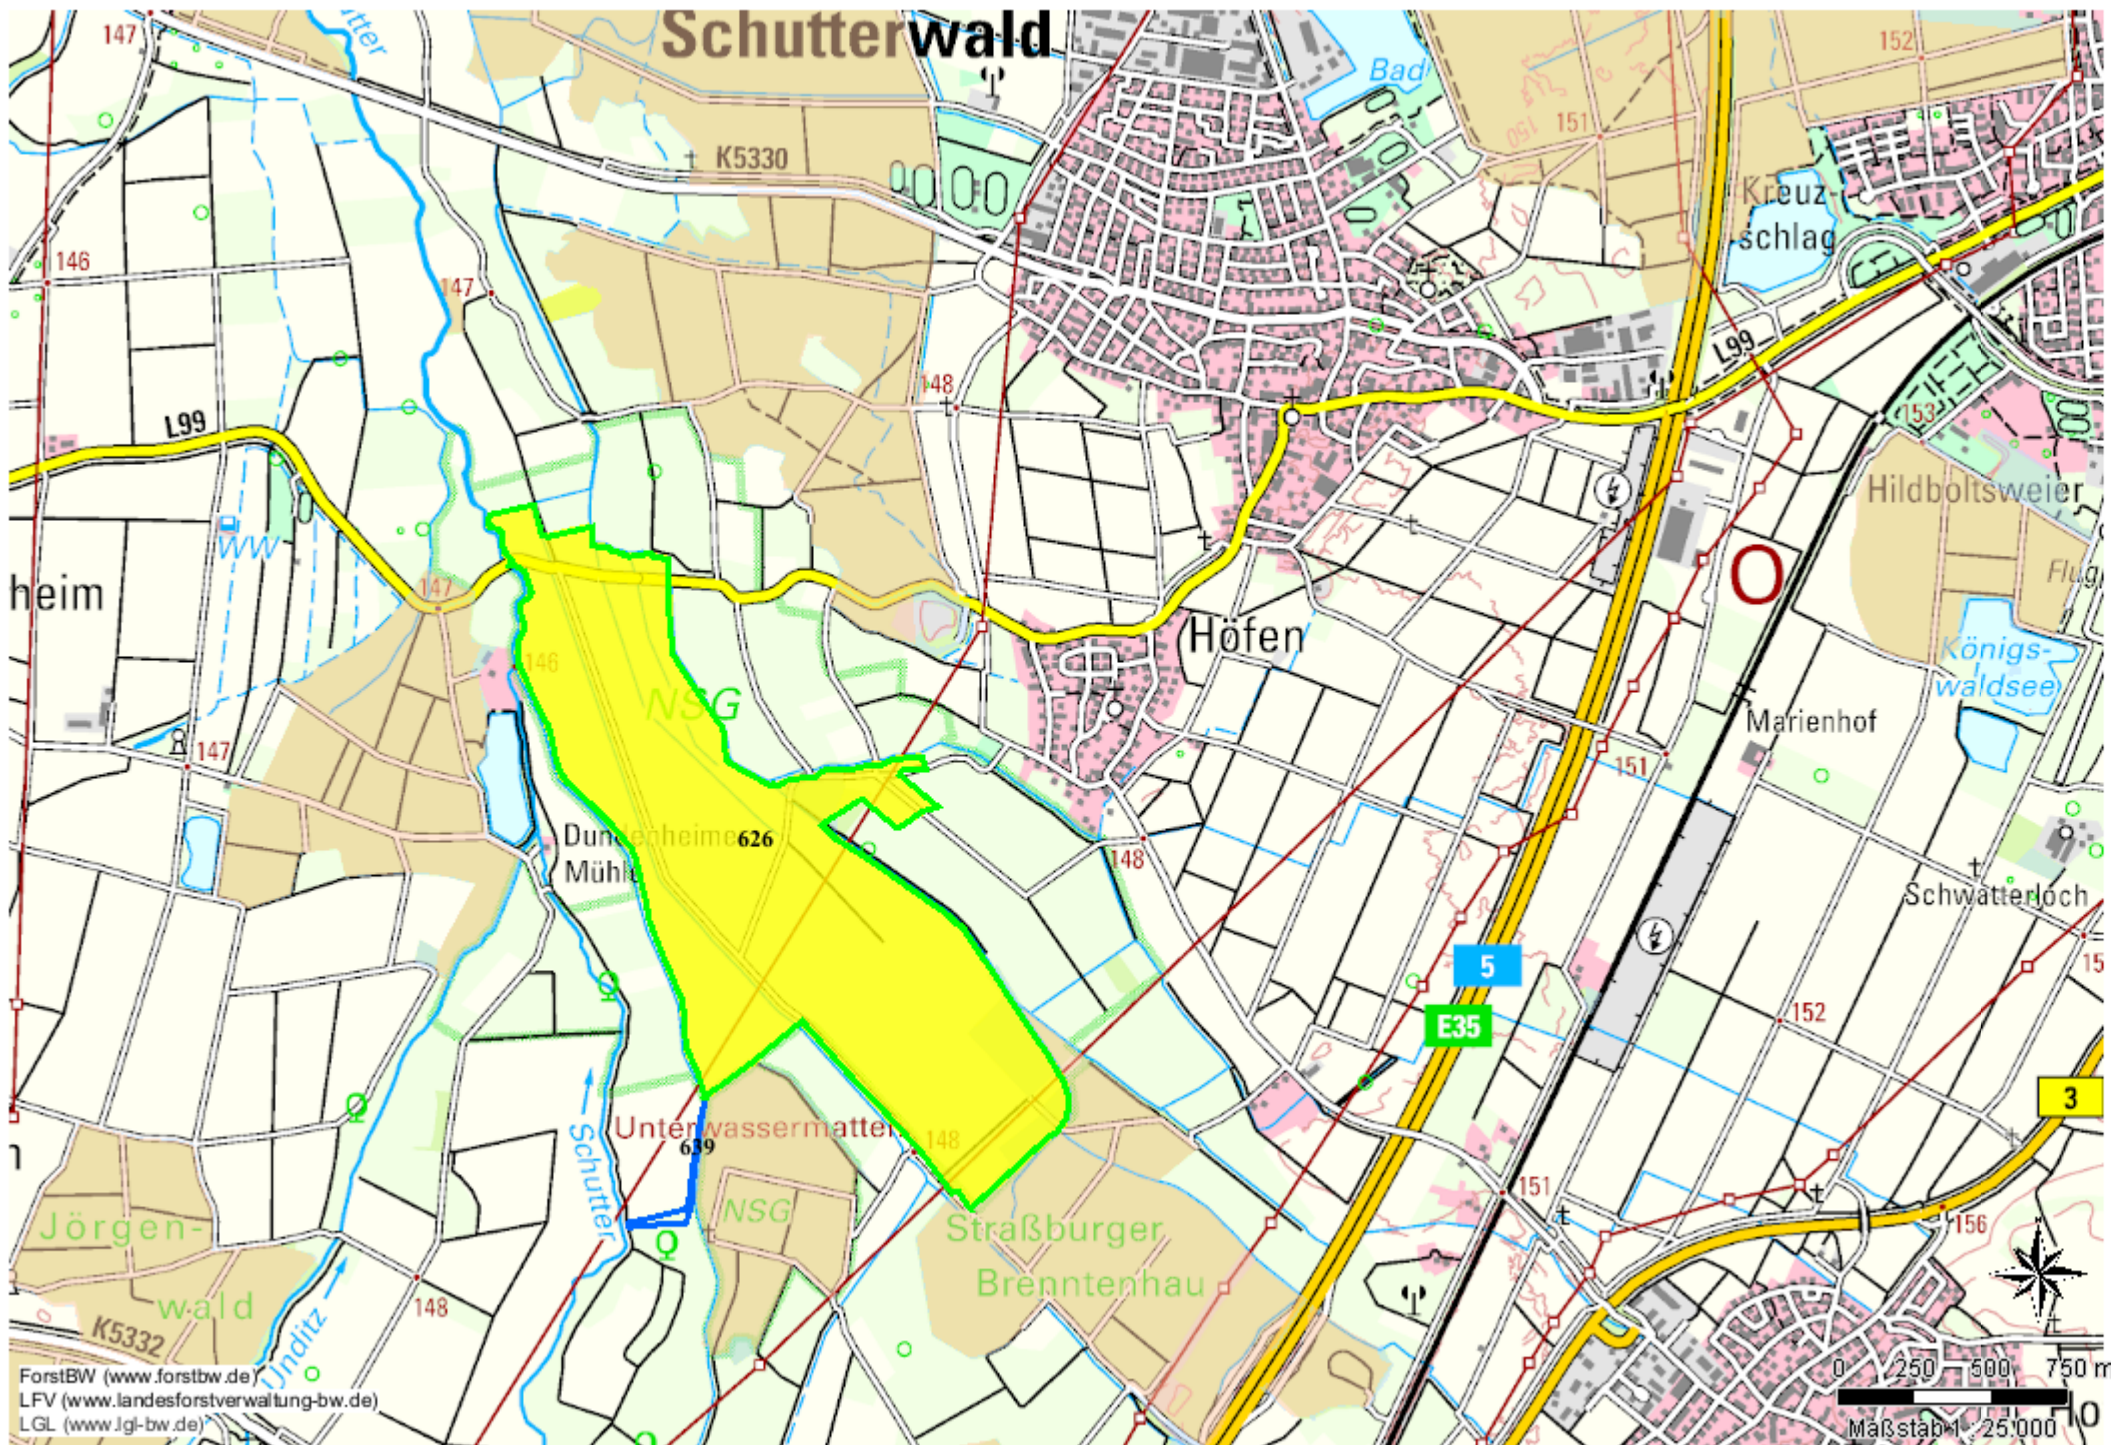 Schutterwald
147
utter
152
Bad
151
150
K5330
Kreuz-
schlag
146
147
L99
148
L99
153
Hildboltsweier
WW
heim
147
Flug
O
Höfen
146
Königs-
waldsee
NSG
Marienhof
147
151
Dundenheimer
626
Mühle
148
Schwatterloch
5
15
E35
152
3
Unterwassermatten
148
639
Schutter
NSG
151
156
Jörgen-
wald
Straßburger
Brenntenhau
148
K5332
Unditz
ForstBW (www.forstbw.de)
LFV (www.landesforstverwaltung-bw.de)
LGL (www.lgl-bw.de)
0 250 500 750 m
Maßstab 1 : 25.000